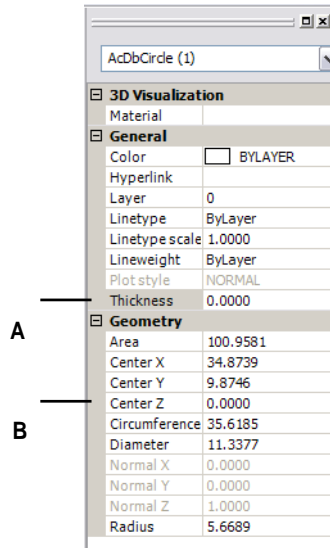 AcDbCircle (1)
3D Visualization
Material
General
Color BYLAYER
Hyperlink
Layer 0
Linetype ByLayer
Linetype scale 1.0000
Lineweight ByLayer
Plot style NORMAL
Thickness 0.0000
A
Geometry
Area 100.9581
Center X 34.8739
Center Y 9.8746
Center Z 0.0000
B
Circumference 35.6185
Diameter 11.3377
Normal X 0.0000
Normal Y 0.0000
Normal Z 1.0000
Radius 5.6689